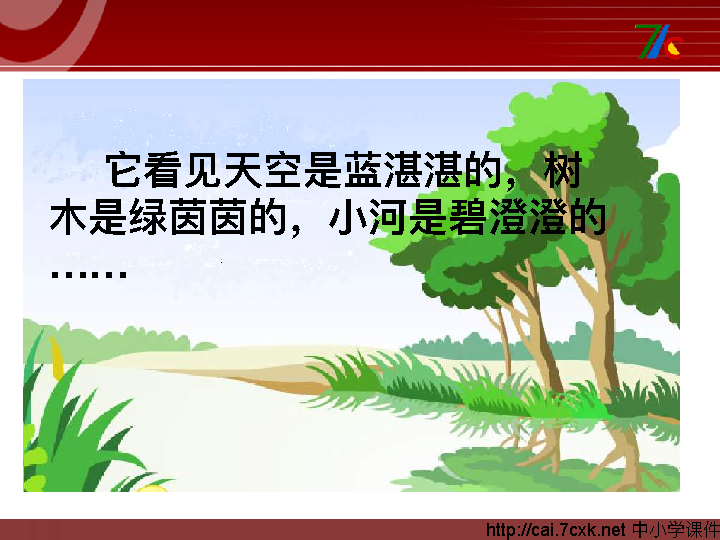 它看见天空是蓝湛湛的，树
木是绿茵茵的，小河是碧澄澄的
……
7c
http://cai.7cxk.net 中小学课件